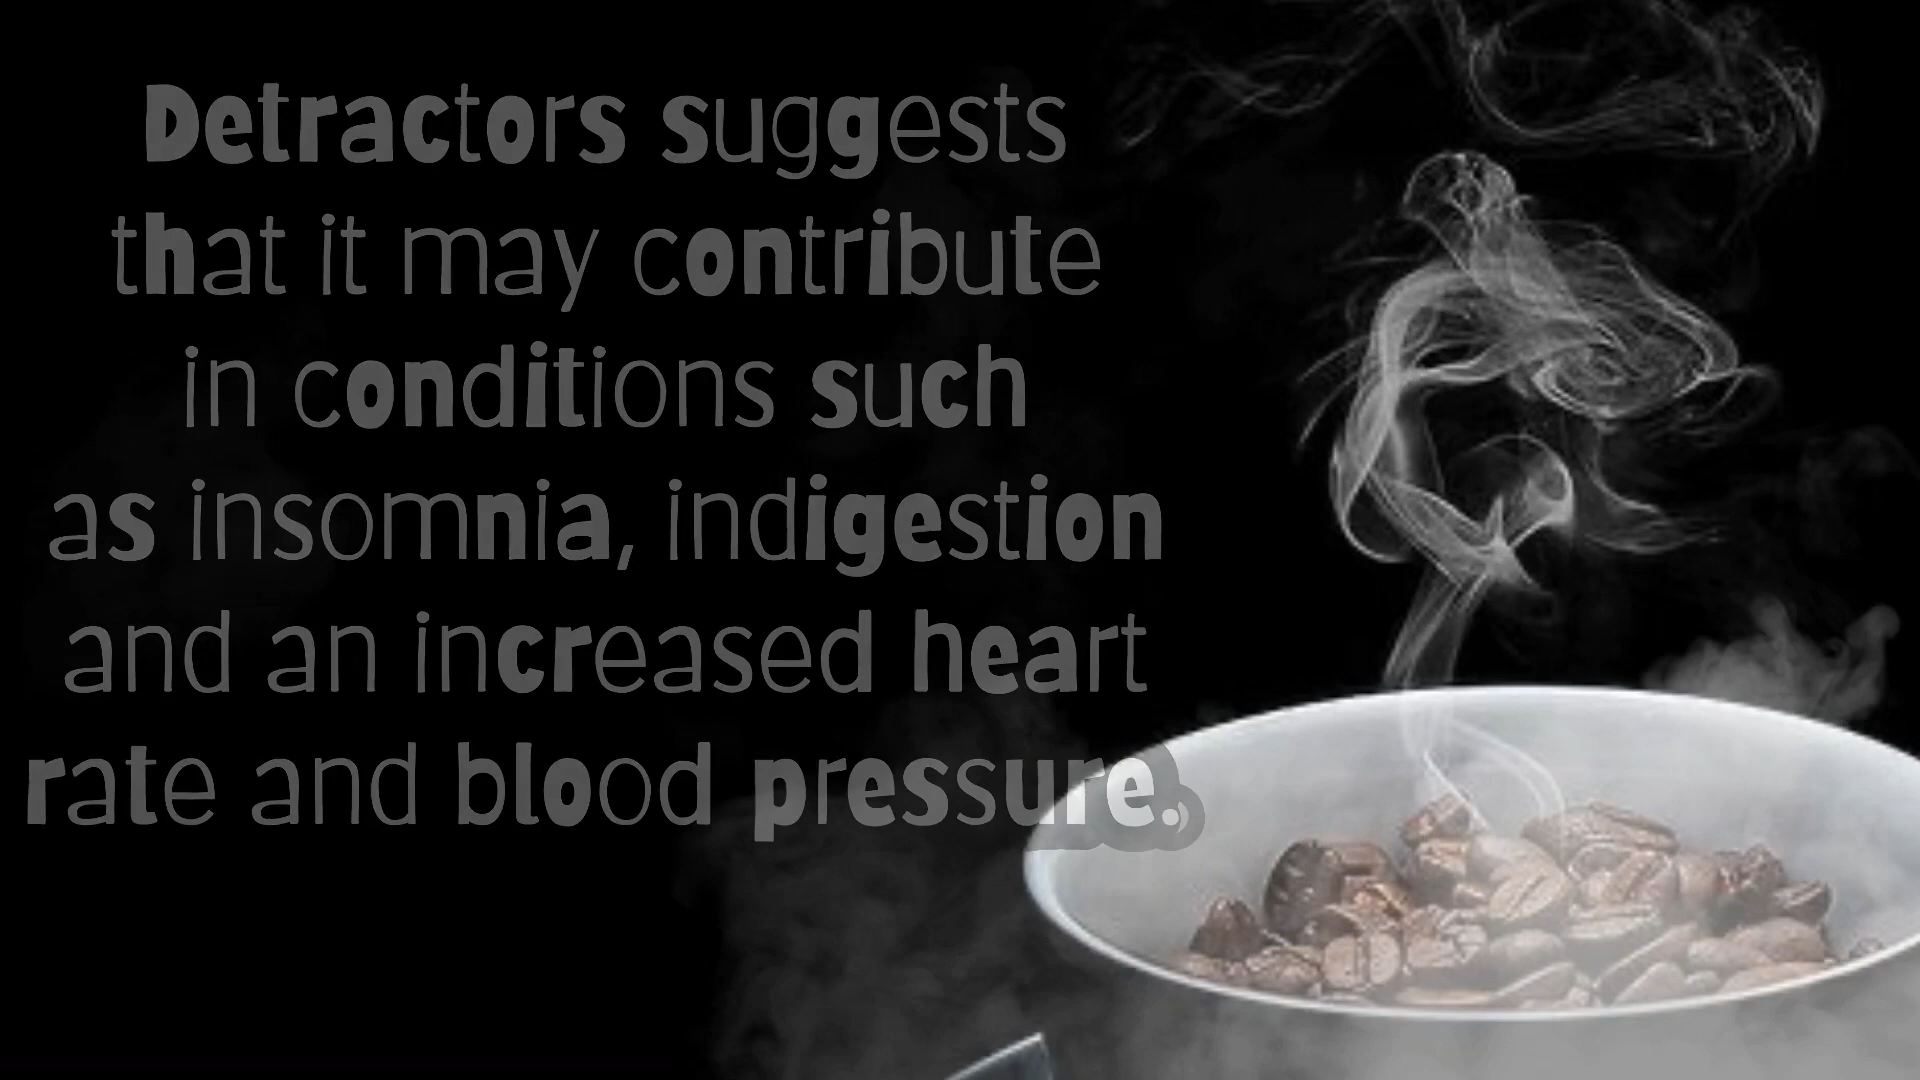 Detractors suggests
that it may contribute
in conditions such
as insomnia, indigestion
and an increased heart
rate and blood pressure.